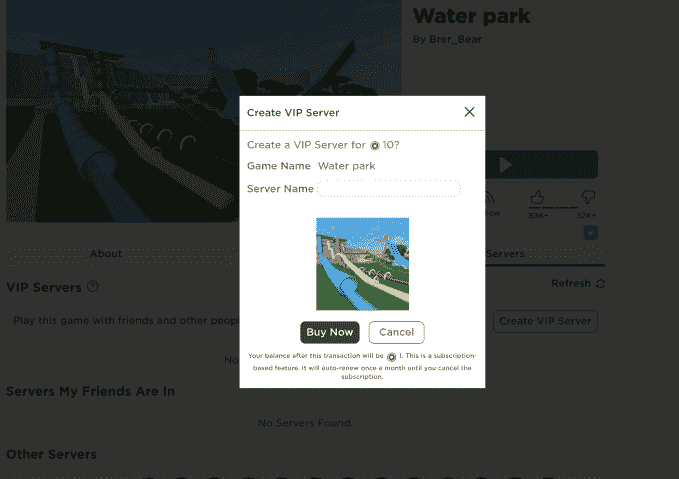 Water park
By Brer_Bear
Create VIP Server
Create a VIP Server for 10?
Game Name Water park
Server Name
83K+ 32K+
About
Servers
VIP Servers
Refresh
Play this game with friends and other peop
Create VIP Server
Buy Now Cancel
Your balance after this transaction will be 1. This is a subscription-
based feature. It will auto-renew once a month until you cancel the
subscription.
No
Servers My Friends Are In
No Servers Found.
Other Servers